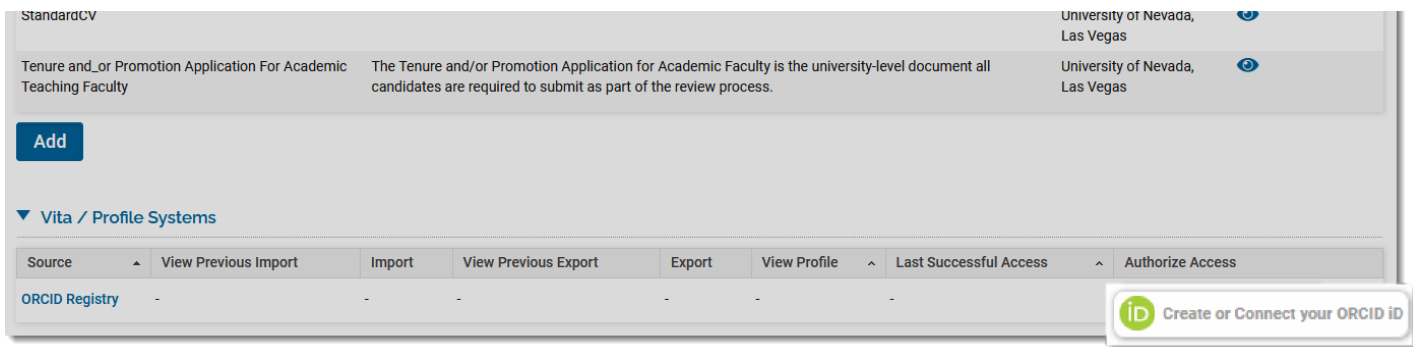 StandardCV
University of Nevada,
Las Vegas
Tenure and_or Promotion Application For Academic
Teaching Faculty
The Tenure and/or Promotion Application for Academic Faculty is the university-level document all
candidates are required to submit as part of the review process.
University of Nevada,
Las Vegas
Add
Vita / Profile Systems
Source View Previous Import Import View Previous Export Export View Profile Last Successful Access Authorize Access
ORCID Registry - - - - - -
iD Create or Connect your ORCID iD